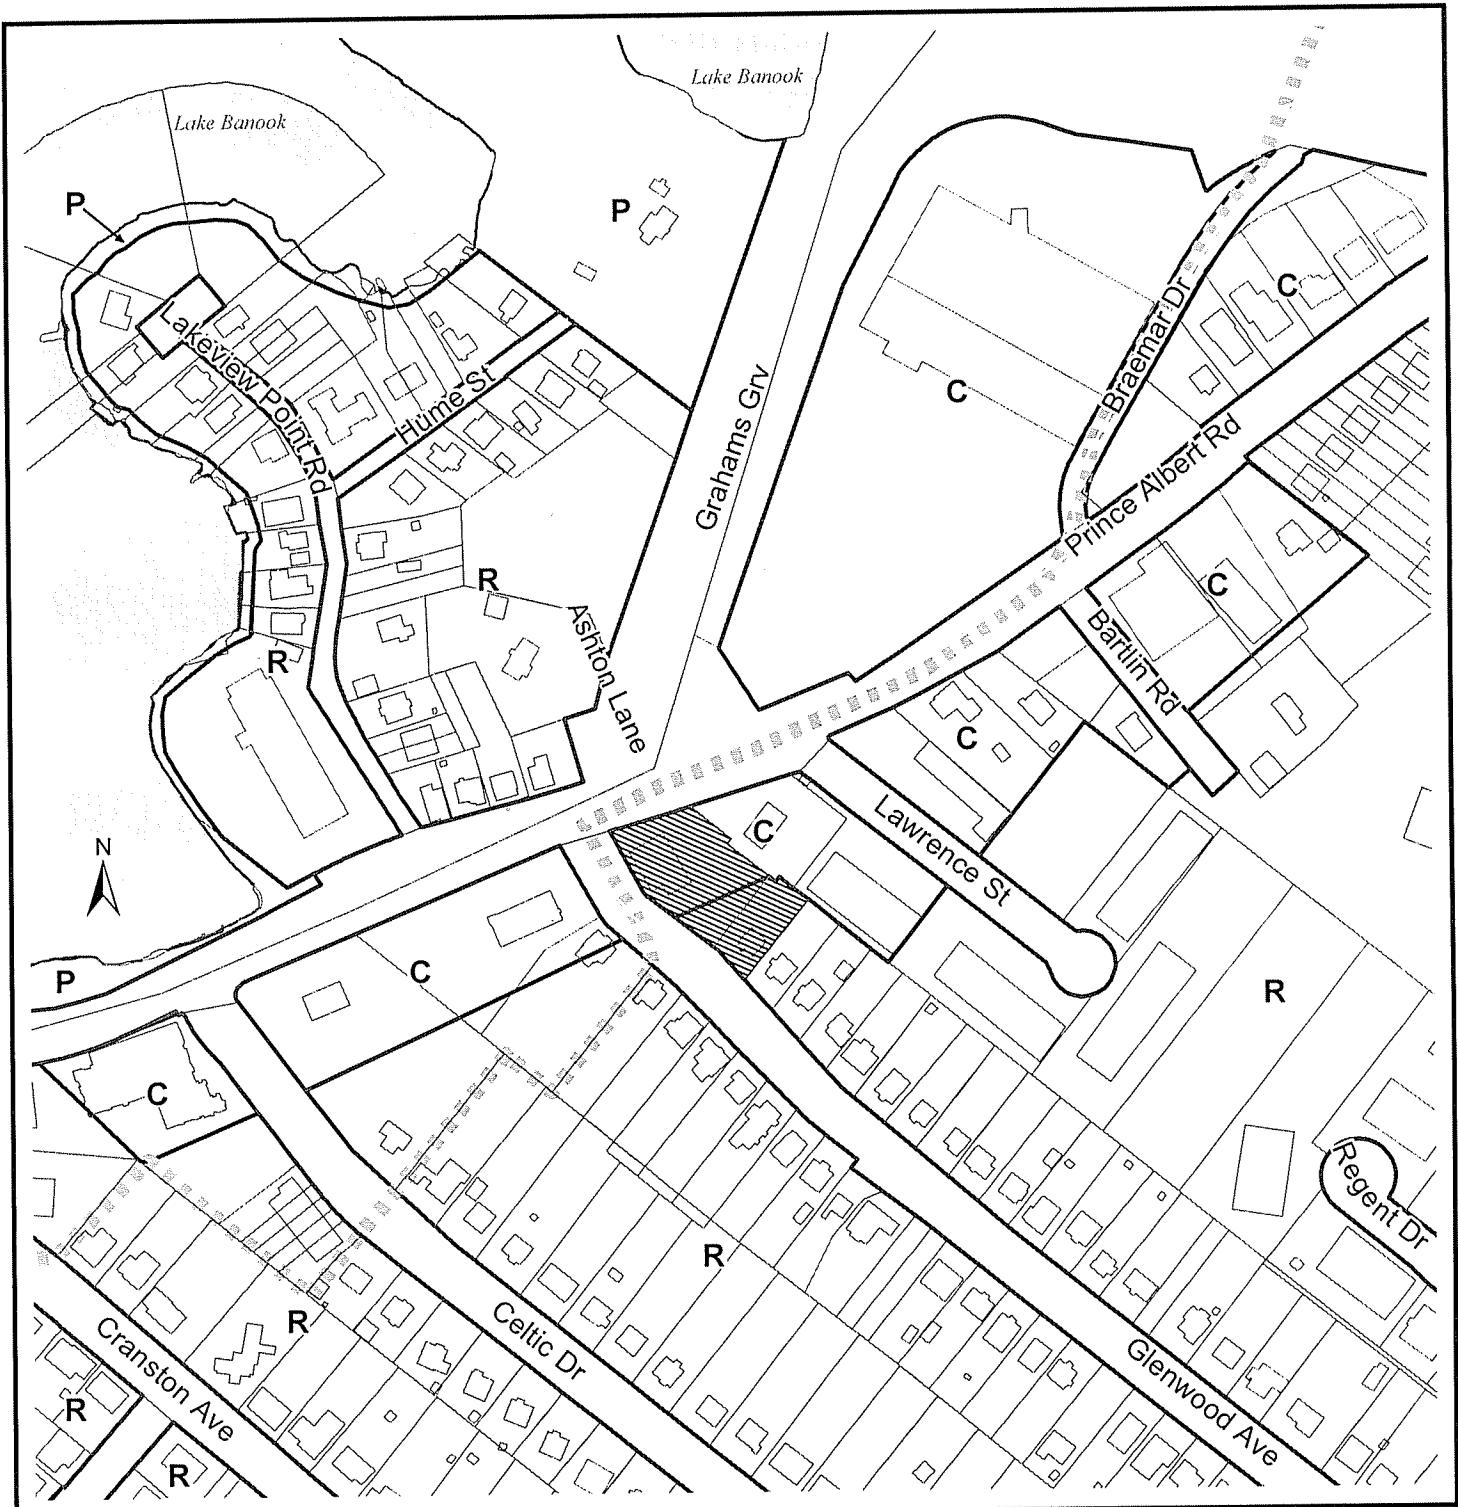 Lake Banook
Lake Banook
P
P
C
Lakeview Point Rd
Hume St
Grahams Grv
C
Braemar Dr
Prince Albert Rd
R
C
Ashton Lane
Bartlin Rd
R
C
C
Lawrence St
N
P
C
R
C
Regent Dr
R
R
Celtic Dr
Cranston Ave
Glenwood Ave
R
R